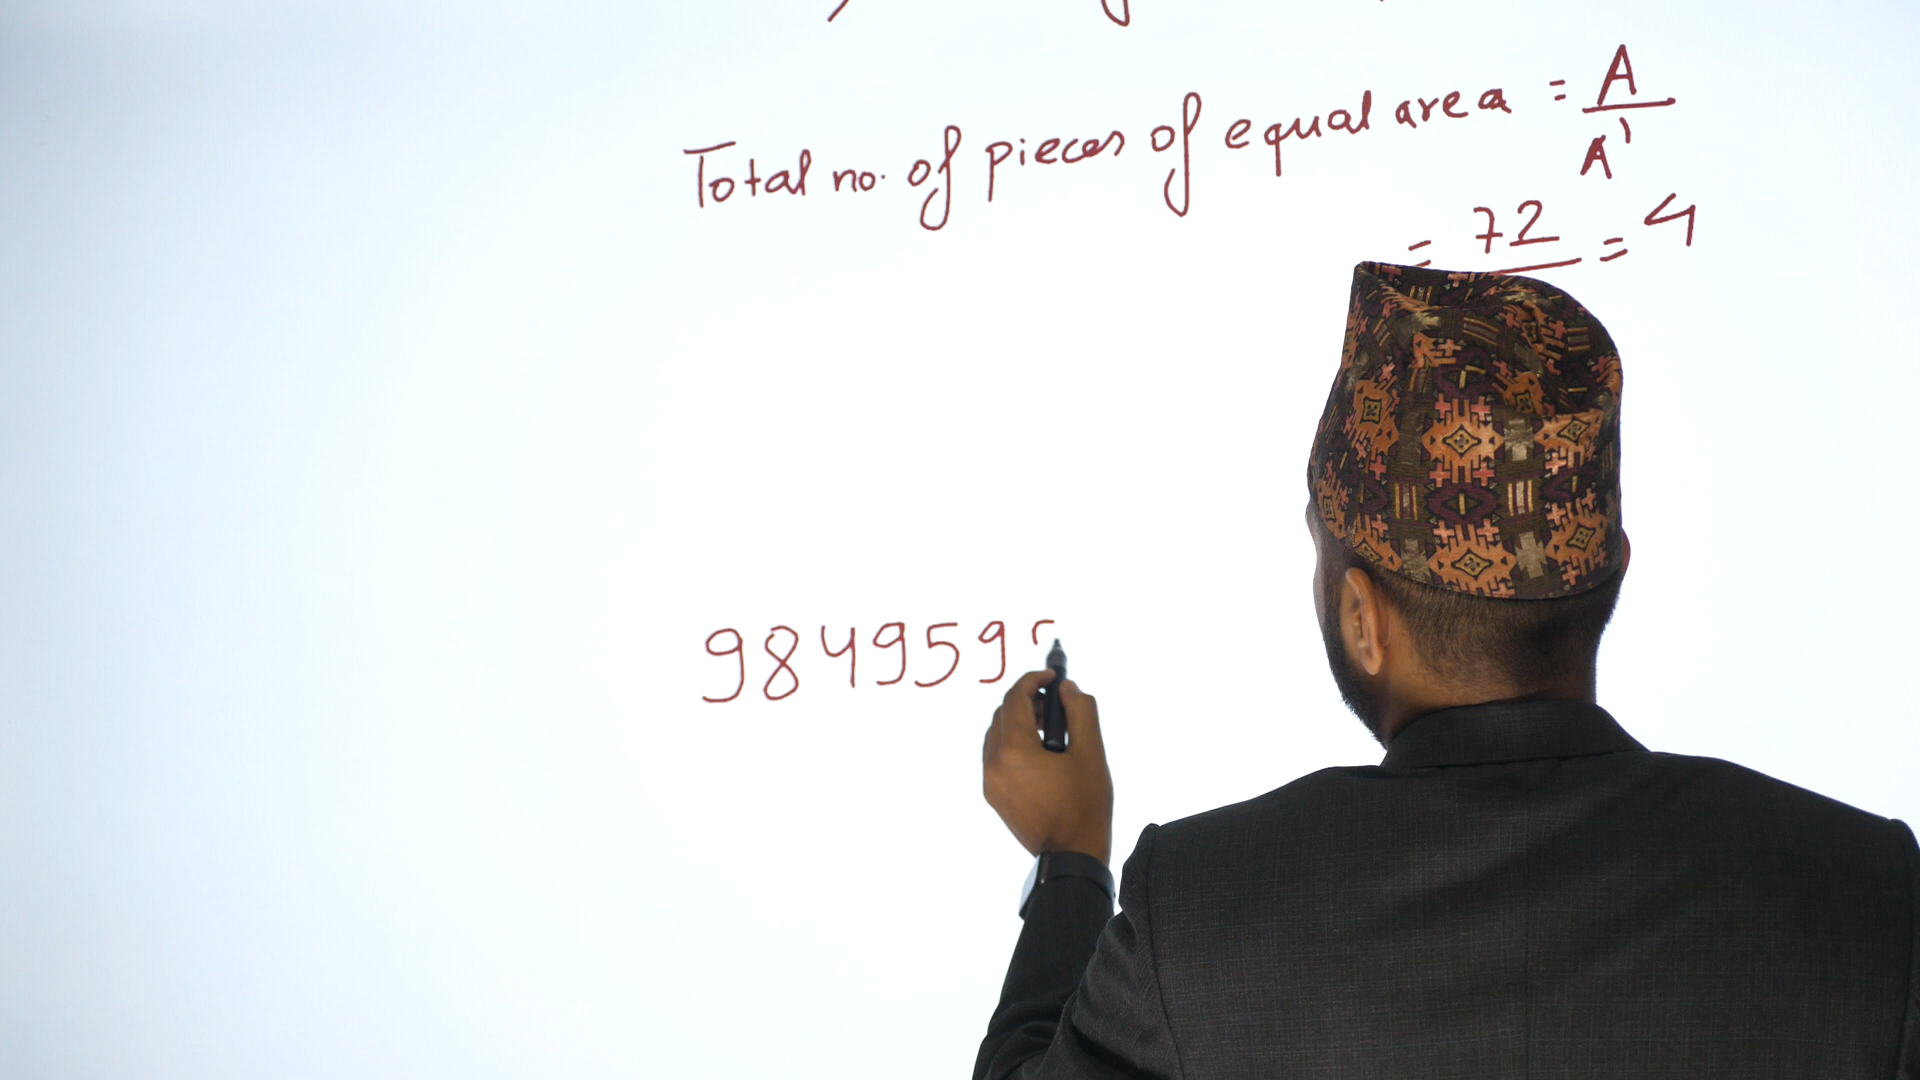 Total no. of pieces of equal area = A
A'
= 72 = 4
984959